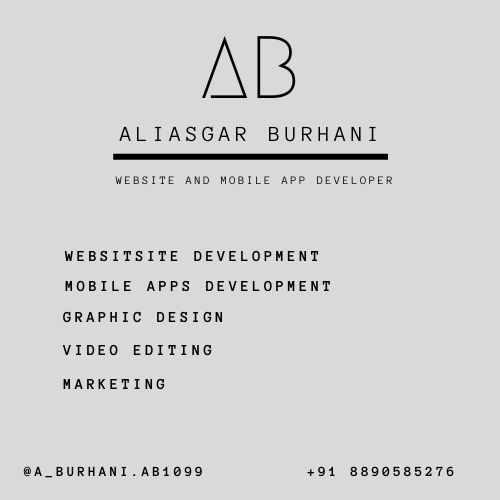 AB
ALIASGAR BURHANI
WEBSITE AND MOBILE APP DEVELOPER
WEBSITSITE DEVELOPMENT
MOBILE APPS DEVELOPMENT
GRAPHIC DESIGN
VIDEO EDITING
MARKETING
@A_BURHANI.AB1099 +91 8890585276